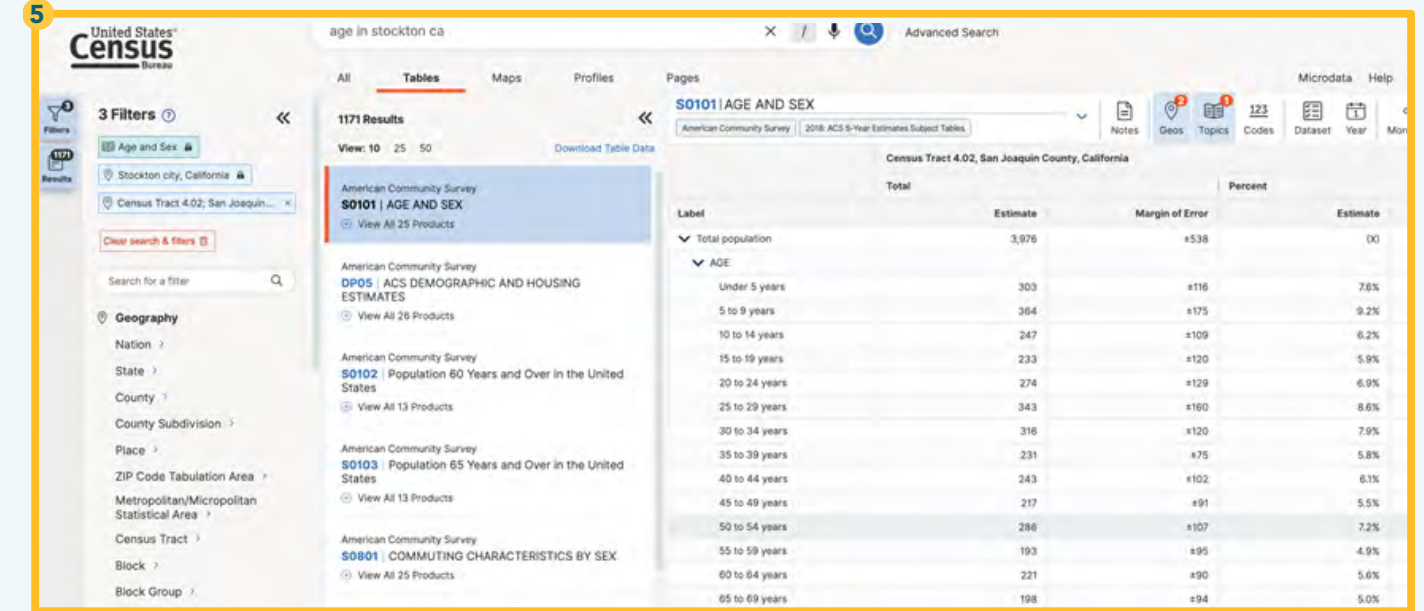 5
United States®
Census
Bureau
age in stockton ca
Advanced Search
All Tables Maps Profiles Pages
Microdata Help
3
Filters
1171
Results
3 Filters
Age and Sex
Stockton city, California
Census Tract 4.02; San Joaquin...
Clear search & filters
Search for a filter
Geography
Nation
State
County
County Subdivision
Place
ZIP Code Tabulation Area
Metropolitan/Micropolitan
Statistical Area
Census Tract
Block
Block Group
1171 Results
View: 10 25 50 Download Table Data
American Community Survey
S0101 | AGE AND SEX
View All 25 Products
American Community Survey
DP05 | ACS DEMOGRAPHIC AND HOUSING
ESTIMATES
View All 26 Products
American Community Survey
S0102 | Population 60 Years and Over in the United
States
View All 13 Products
American Community Survey
S0103 | Population 65 Years and Over in the United
States
View All 13 Products
American Community Survey
S0801 | COMMUTING CHARACTERISTICS BY SEX
View All 25 Products
S0101 | AGE AND SEX
American Community Survey 2018: ACS 5-Year Estimates Subject Tables
Notes
2
Geos
1
Topics
123
Codes
Dataset
1
Year
Census Tract 4.02, San Joaquin County, California
Total Percent
Label Estimate Margin of Error Estimate
Total population 3,976 ±538 (X)
AGE
Under 5 years 303 ±116 7.6%
5 to 9 years 364 ±175 9.2%
10 to 14 years 247 ±109 6.2%
15 to 19 years 233 ±120 5.9%
20 to 24 years 274 ±129 6.9%
25 to 29 years 343 ±160 8.6%
30 to 34 years 316 ±120 7.9%
35 to 39 years 231 ±75 5.8%
40 to 44 years 243 ±102 6.1%
45 to 49 years 217 ±91 5.5%
50 to 54 years 286 ±107 7.2%
55 to 59 years 193 ±95 4.9%
60 to 64 years 221 ±90 5.6%
65 to 69 years 198 ±94 5.0%